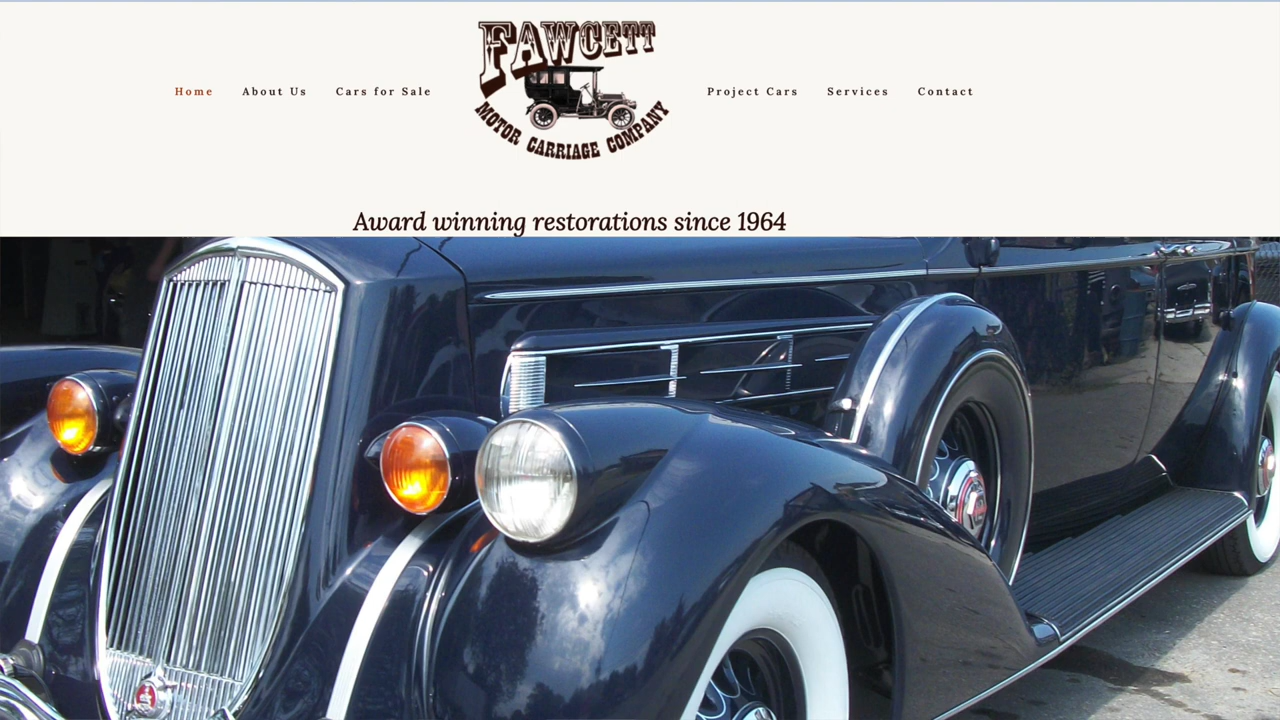 FAWCETT
MOTOR CARRIAGE COMPANY
Home About Us Cars for Sale Project Cars Services Contact
Award winning restorations since 1964